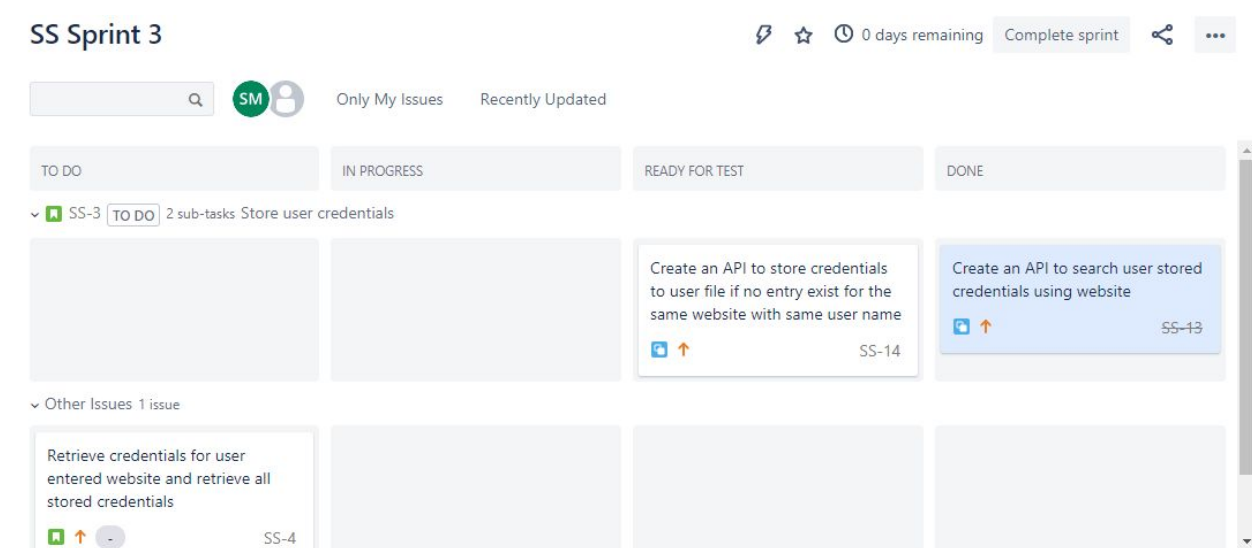 SS Sprint 3
0 days remaining
Complete sprint
SM
Only My Issues
Recently Updated
TO DO
IN PROGRESS
READY FOR TEST
DONE
SS-3 TO DO 2 sub-tasks Store user credentials
Create an API to store credentials
to user file if no entry exist for the
same website with same user name
SS-14
Create an API to search user stored
credentials using website
SS-13
Other Issues 1 issue
Retrieve credentials for user
entered website and retrieve all
stored credentials
-
SS-4